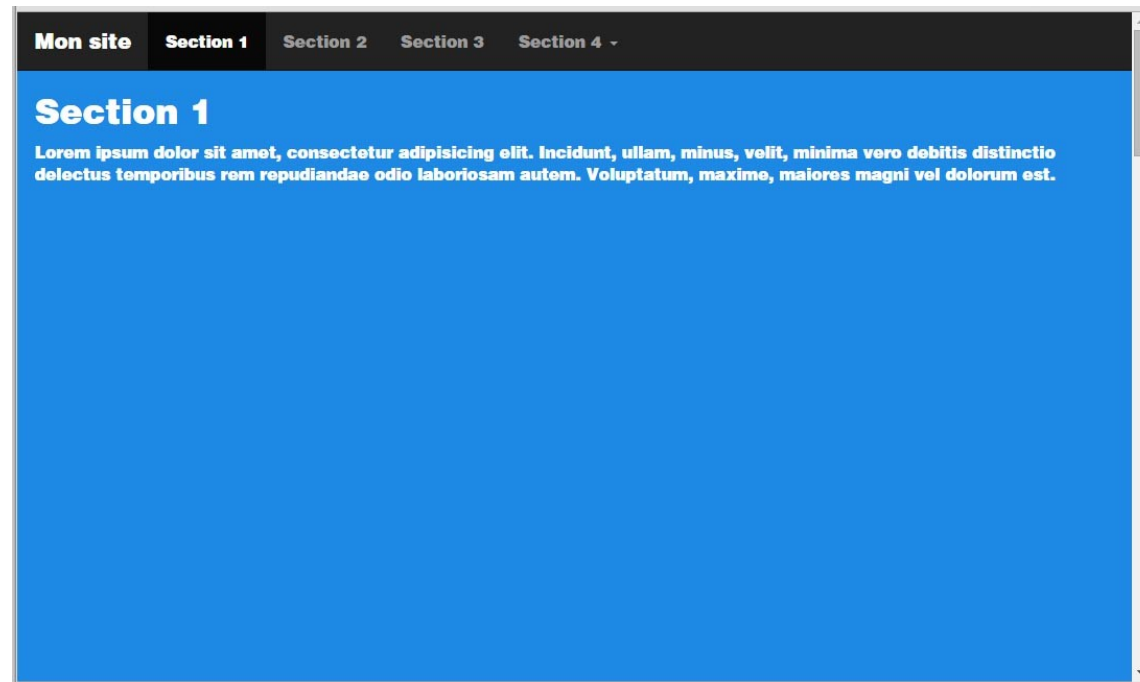 Mon site Section 1 Section 2 Section 3 Section 4
Section 1
Lorem ipsum dolor sit amet, consectetur adipisicing elit. Incidunt, ullam, minus, velit, minima vero debitis distinctio
delectus temporibus rem repudiandae odio laboriosam autem. Voluptatum, maxime, maiores magni vel dolorum est.